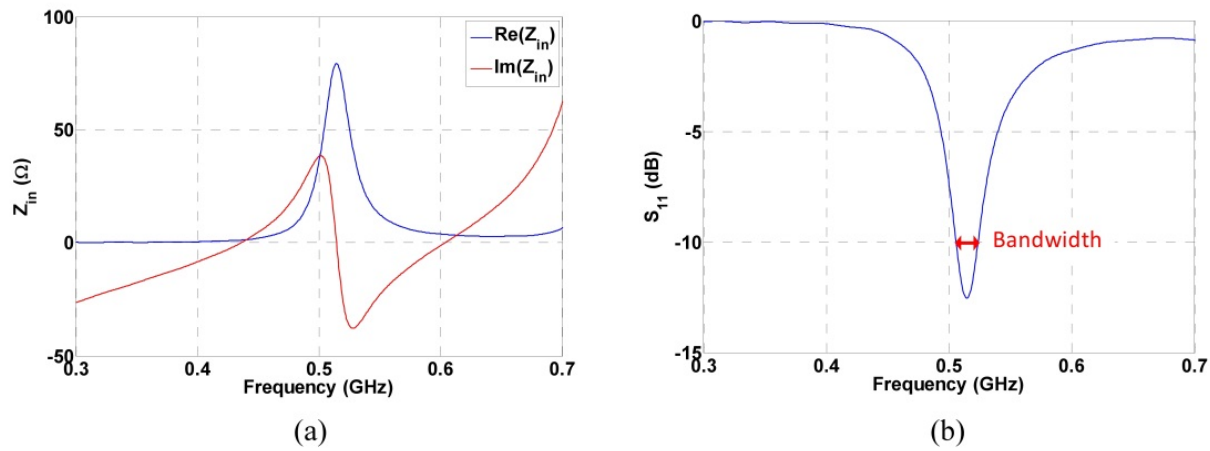 100
50
0
-50
Z_in (Ω)
Re(Z_in)
Im(Z_in)
0.3 0.4 0.5 0.6 0.7
Frequency (GHz)
(a)
0
-5
-10
-15
S_11 (dB)
Bandwidth
0.3 0.4 0.5 0.6 0.7
Frequency (GHz)
(b)